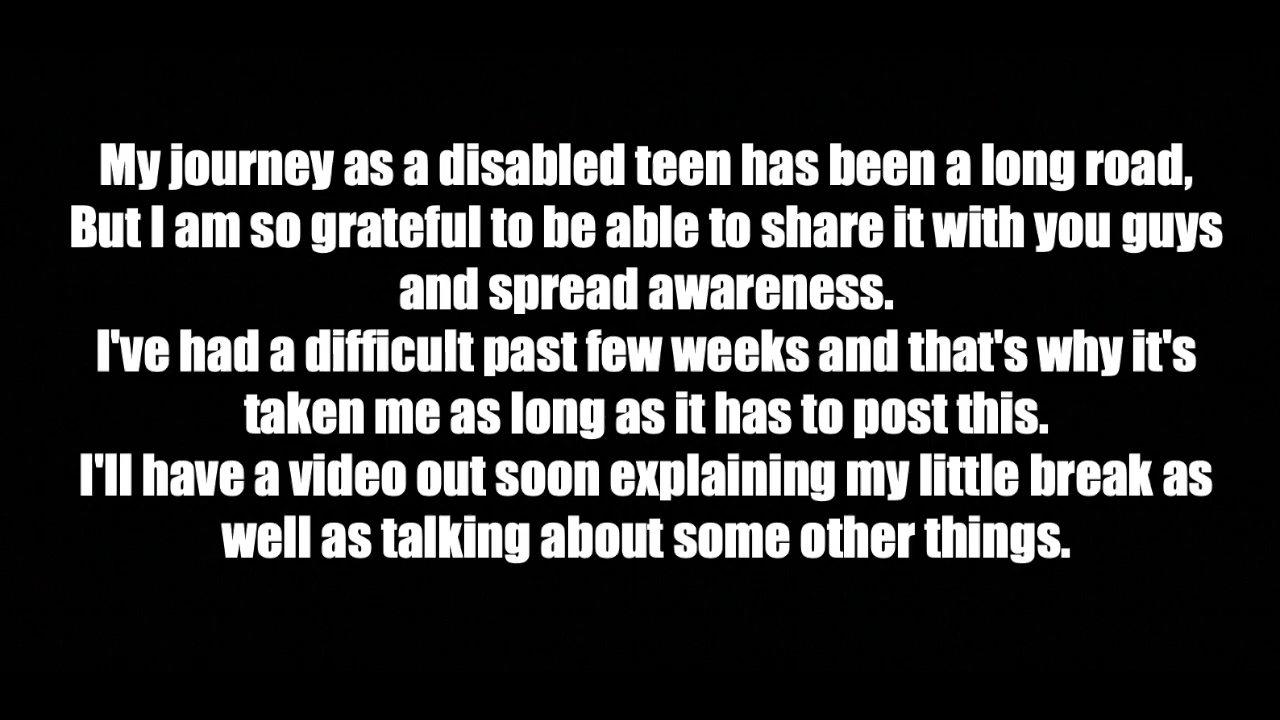 My journey as a disabled teen has been a long road,
But I am so grateful to be able to share it with you guys
and spread awareness.
I've had a difficult past few weeks and that's why it's
taken me as long as it has to post this.
I'll have a video out soon explaining my little break as
well as talking about some other things.